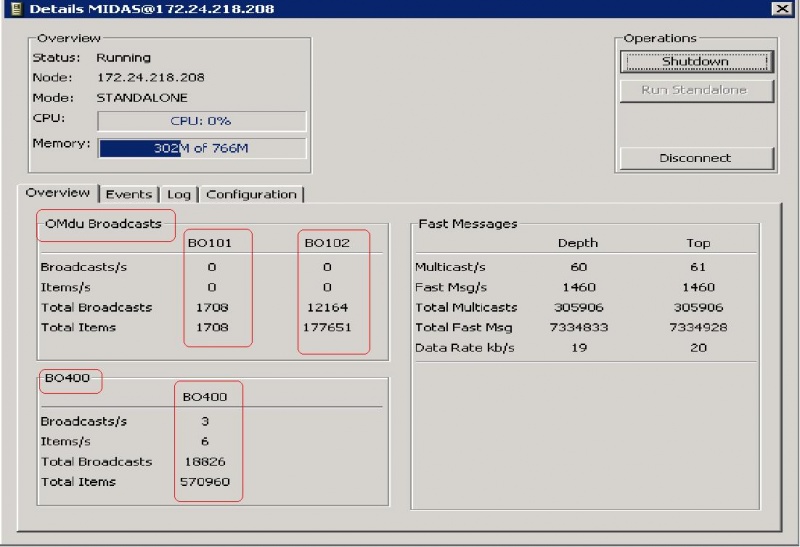 Details MIDAS@172.24.218.208
Overview
Status: Running
Node: 172.24.218.208
Mode: STANDALONE
CPU: CPU: 0%
Memory: 302M of 766M
Operations
Shutdown
Run Standalone
Disconnect
Overview Events Log Configuration
OMdu Broadcasts
BO101 BO102
Broadcasts/s 0 0
Items/s 0 0
Total Broadcasts 1708 12164
Total Items 1708 177651
BO400
BO400
Broadcasts/s 3
Items/s 6
Total Broadcasts 18826
Total Items 570960
Fast Messages
Depth Top
Multicast/s 60 61
Fast Msg/s 1460 1460
Total Multicasts 305906 305906
Total Fast Msg 7334833 7334928
Data Rate kb/s 19 20